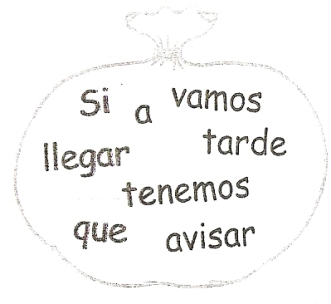 Si a vamos
llegar tarde
tenemos
que avisar